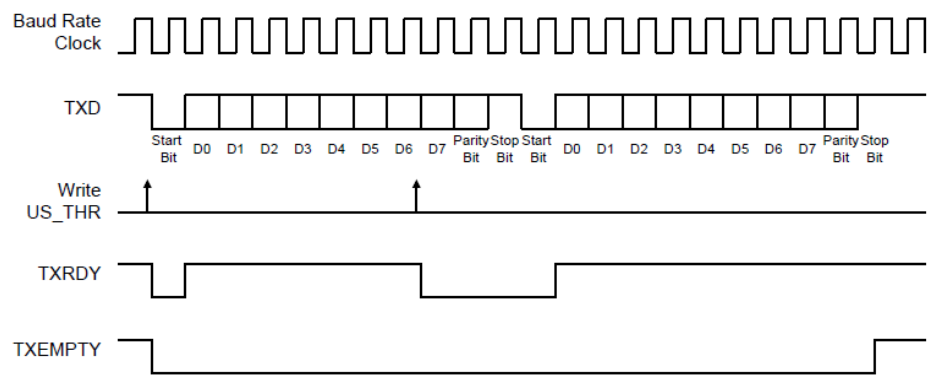 Baud Rate
Clock
TXD
Start
Bit
D0
D1
D2
D3
D4
D5
D6
D7
Parity
Bit
Stop
Bit
Start
Bit
D0
D1
D2
D3
D4
D5
D6
D7
Parity
Bit
Stop
Bit
Write
US_THR
TXRDY
TXEMPTY